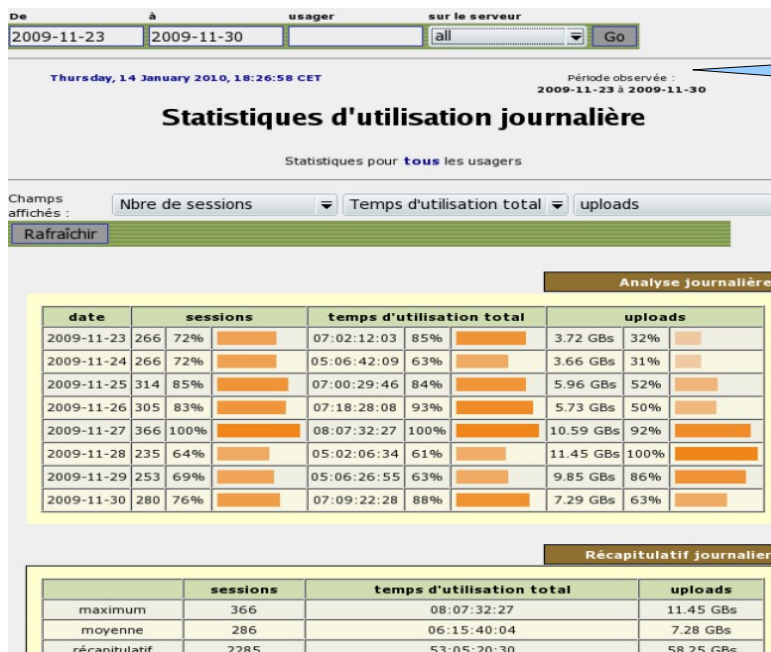 De à usager sur le serveur
2009-11-23 2009-11-30 all Go
Thursday, 14 January 2010, 18:26:58 CET
Période observée :
2009-11-23 à 2009-11-30
Statistiques d'utilisation journalière
Statistiques pour tous les usagers
Champs affichés : Nbre de sessions Temps d'utilisation total uploads
Rafraîchir
Analyse journalière
date sessions temps d'utilisation total uploads
2009-11-23 266 72% 07:02:12:03 85% 3.72 GBs 32%
2009-11-24 266 72% 05:06:42:09 63% 3.66 GBs 31%
2009-11-25 314 85% 07:00:29:46 84% 5.96 GBs 52%
2009-11-26 305 83% 07:18:28:08 93% 5.73 GBs 50%
2009-11-27 366 100% 08:07:32:27 100% 10.59 GBs 92%
2009-11-28 235 64% 05:02:06:34 61% 11.45 GBs 100%
2009-11-29 253 69% 05:06:26:55 63% 9.85 GBs 86%
2009-11-30 280 76% 07:09:22:28 88% 7.29 GBs 63%
Récapitulatif journalier
sessions temps d'utilisation total uploads
maximum 366 08:07:32:27 11.45 GBs
moyenne 286 06:15:40:04 7.28 GBs
récapitulatif 2285 53:05:20:30 58.25 GBs